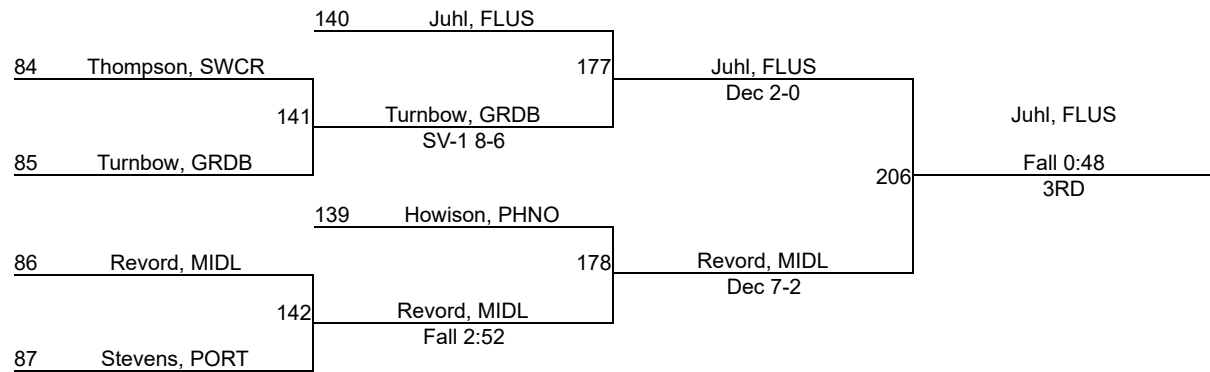 140 Juhl, FLUS
84 Thompson, SWCR
177 Juhl, FLUS
Dec 2-0
141 Turnbow, GRDB
SV-1 8-6
Juhl, FLUS
85 Turnbow, GRDB
206 Fall 0:48
3RD
139 Howison, PHNO
86 Revord, MIDL
178 Revord, MIDL
Dec 7-2
142 Revord, MIDL
Fall 2:52
87 Stevens, PORT